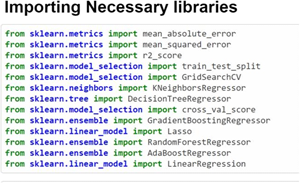 Importing Necessary libraries
from sklearn.metrics import mean_absolute_error
from sklearn.metrics import mean_squared_error
from sklearn.metrics import r2_score
from sklearn.model_selection import train_test_split
from sklearn.model_selection import GridSearchCV
from sklearn.neighbors import KNeighborsRegressor
from sklearn.tree import DecisionTreeRegressor
from sklearn.model_selection import cross_val_score
from sklearn.ensemble import GradientBoostingRegressor
from sklearn.linear_model import Lasso
from sklearn.ensemble import RandomForestRegressor
from sklearn.ensemble import AdaBoostRegressor
from sklearn.linear_model import LinearRegression